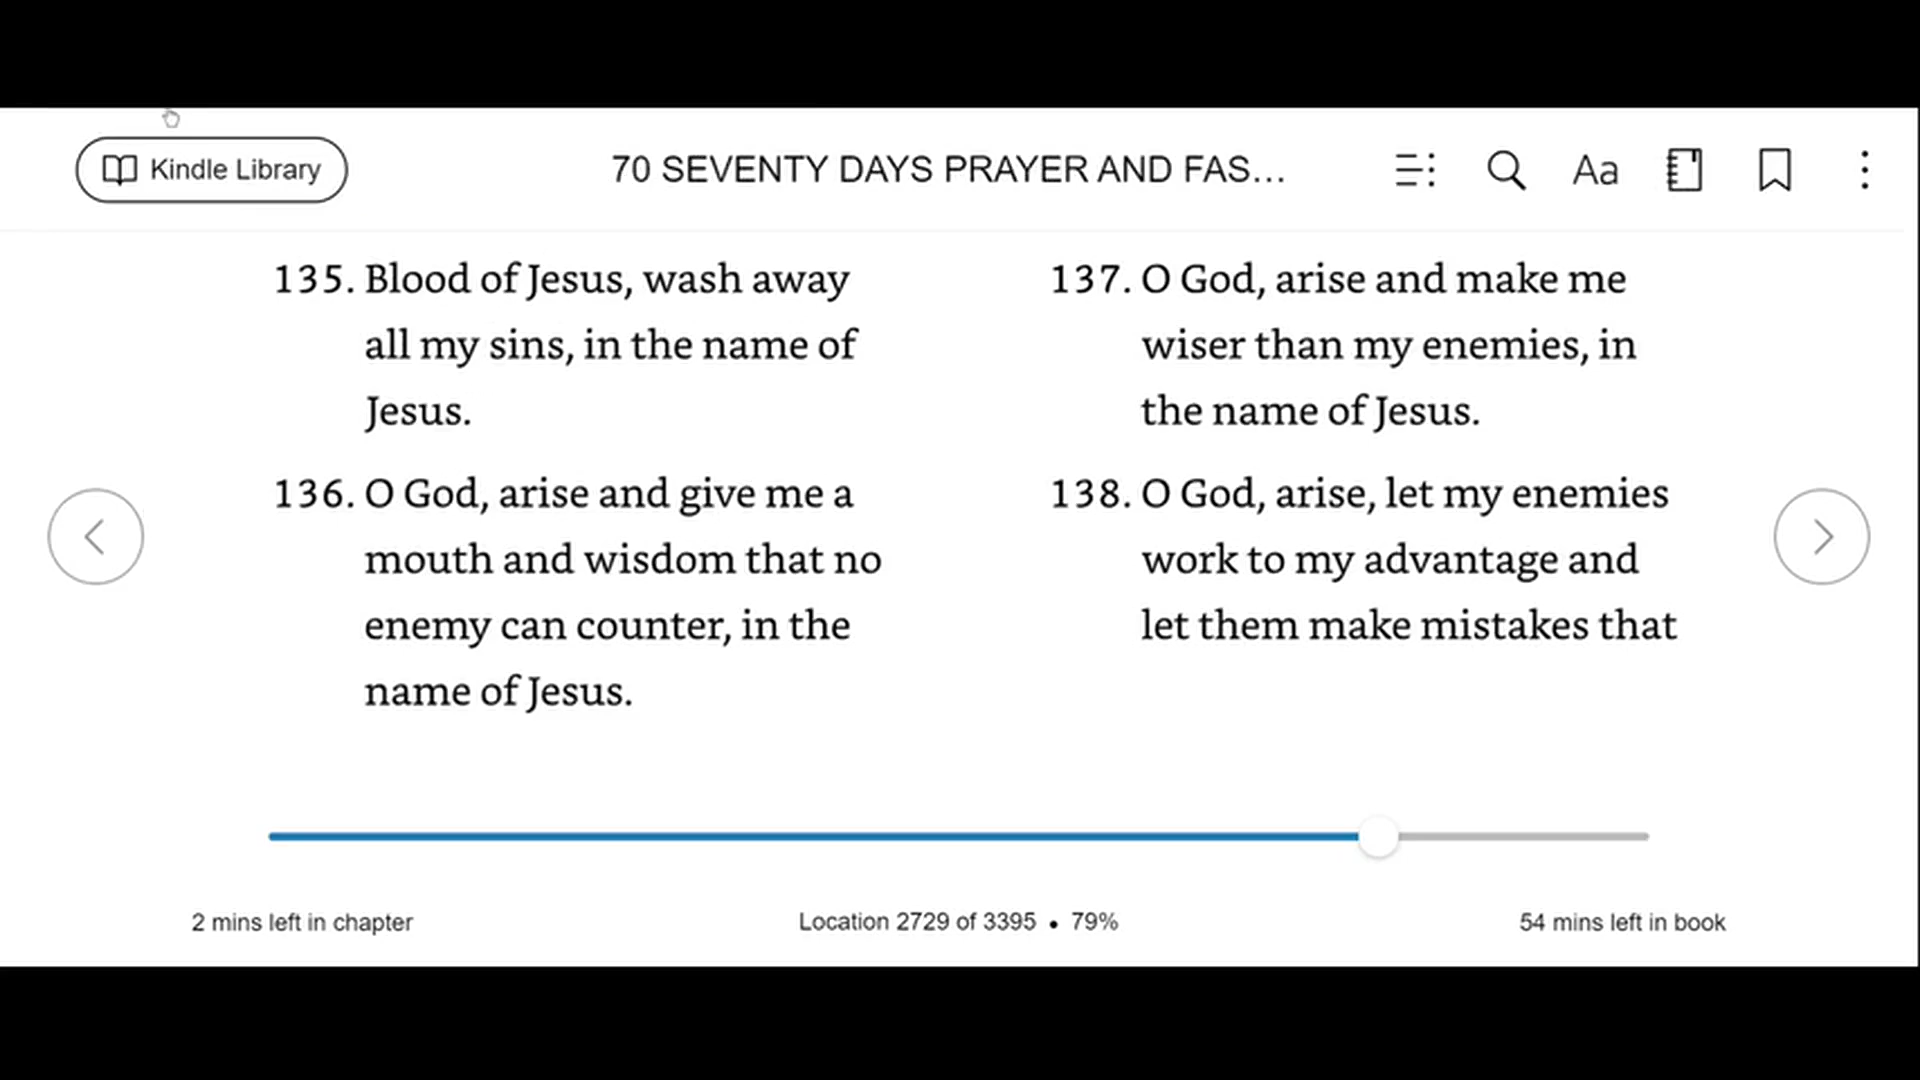 Kindle Library
70 SEVENTY DAYS PRAYER AND FAS...
Aa
135. Blood of Jesus, wash away
all my sins, in the name of
Jesus.
136. O God, arise and give me a
mouth and wisdom that no
enemy can counter, in the
name of Jesus.
137. O God, arise and make me
wiser than my enemies, in
the name of Jesus.
138. O God, arise, let my enemies
work to my advantage and
let them make mistakes that
2 mins left in chapter
Location 2729 of 3395 • 79%
54 mins left in book